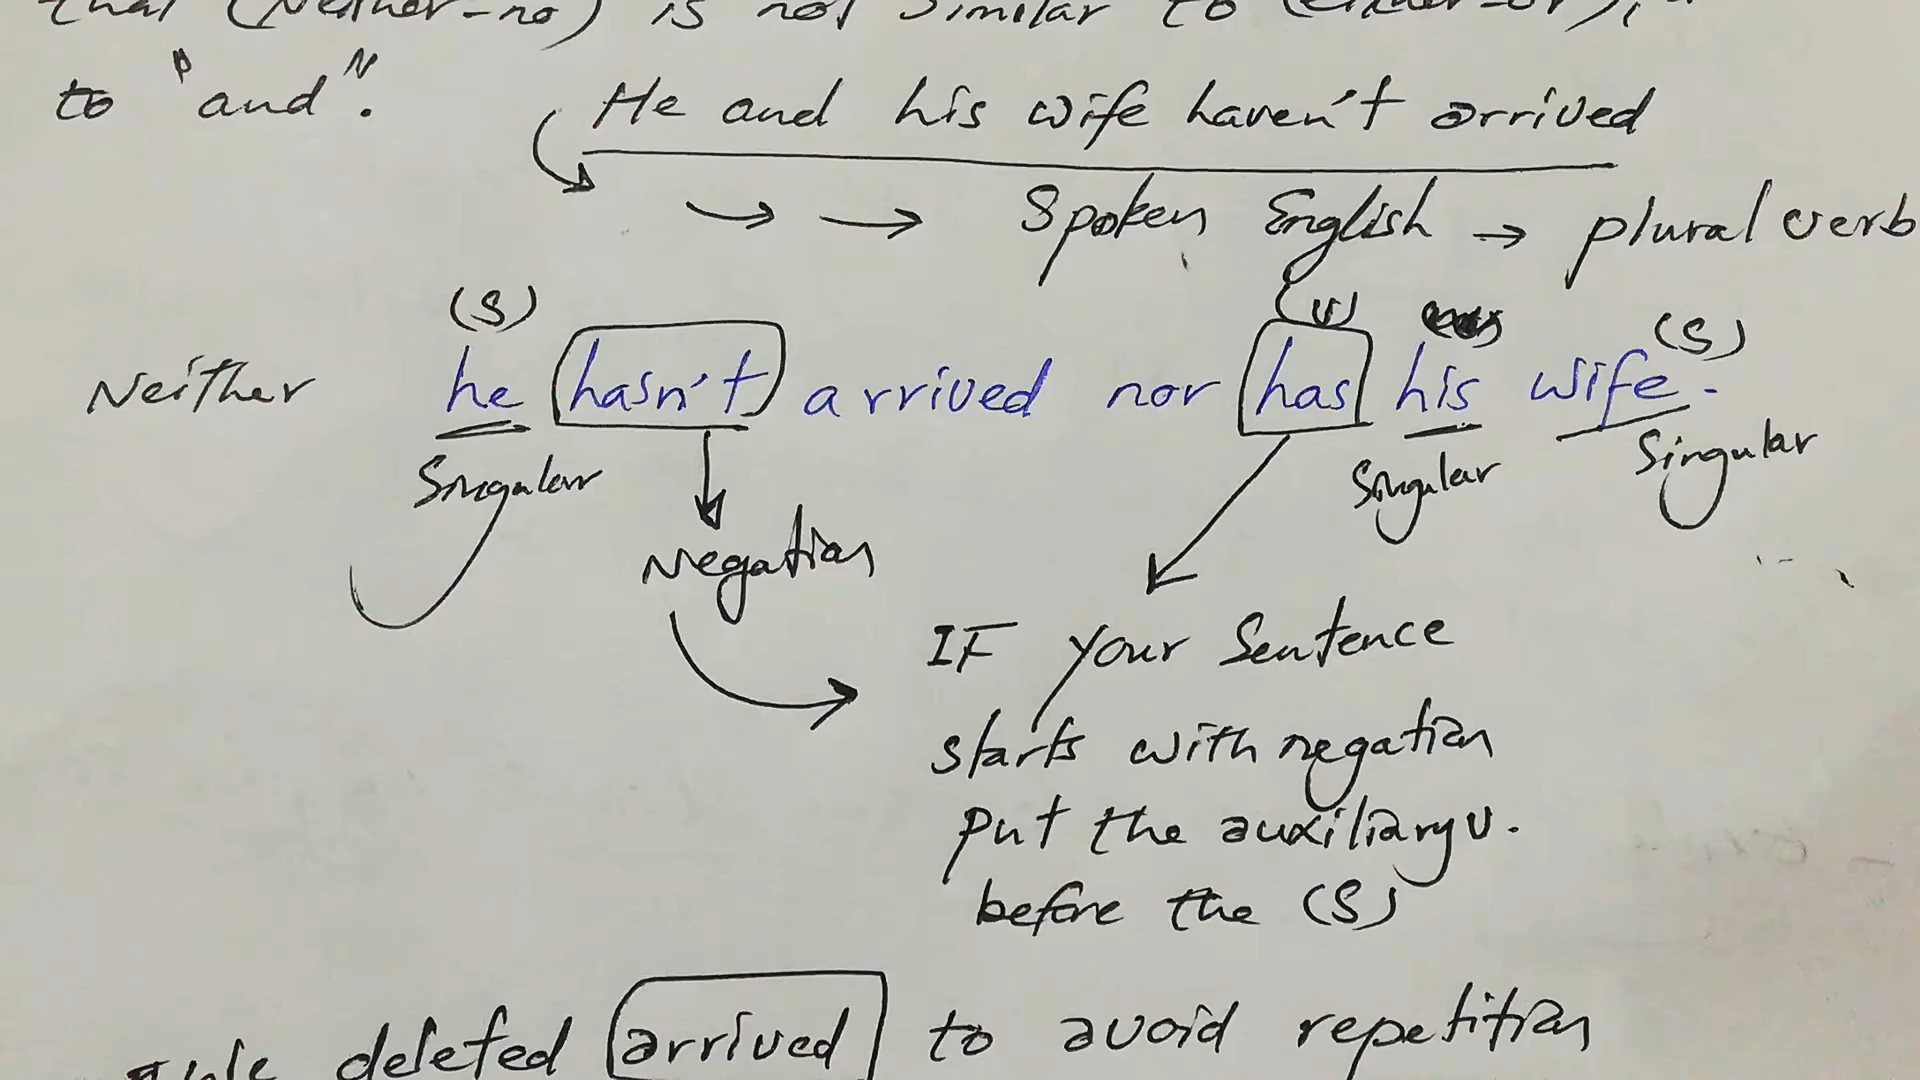 that (Neither-no) is not similar to (either-or),
to "and". He and his wife haven't arrived
Spoken English → plural verb
(S) (v) (S)
Neither he hasn't arrived nor has his wife.
Singular Singular Singular
Negation
IF your Sentence
starts with negation
put the auxiliary v.
before the (S)
deleted arrived to avoid repetition